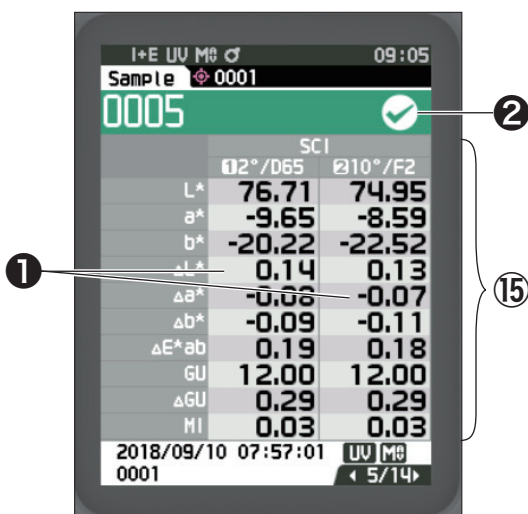 I+E UV M0 ♂ 09:05
Sample 0001
0005
❷
SCI
❶2°/D65 ❷10°/F2
L* 76.71 74.95
a* -9.65 -8.59
b* -20.22 -22.52
❶
ΔL* 0.14 0.13
Δa* -0.08 -0.07
⑮
Δb* -0.09 -0.11
ΔE*ab 0.19 0.18
GU 12.00 12.00
ΔGU 0.29 0.29
MI 0.03 0.03
2018/09/10 07:57:01 UV M0
0001 5/14